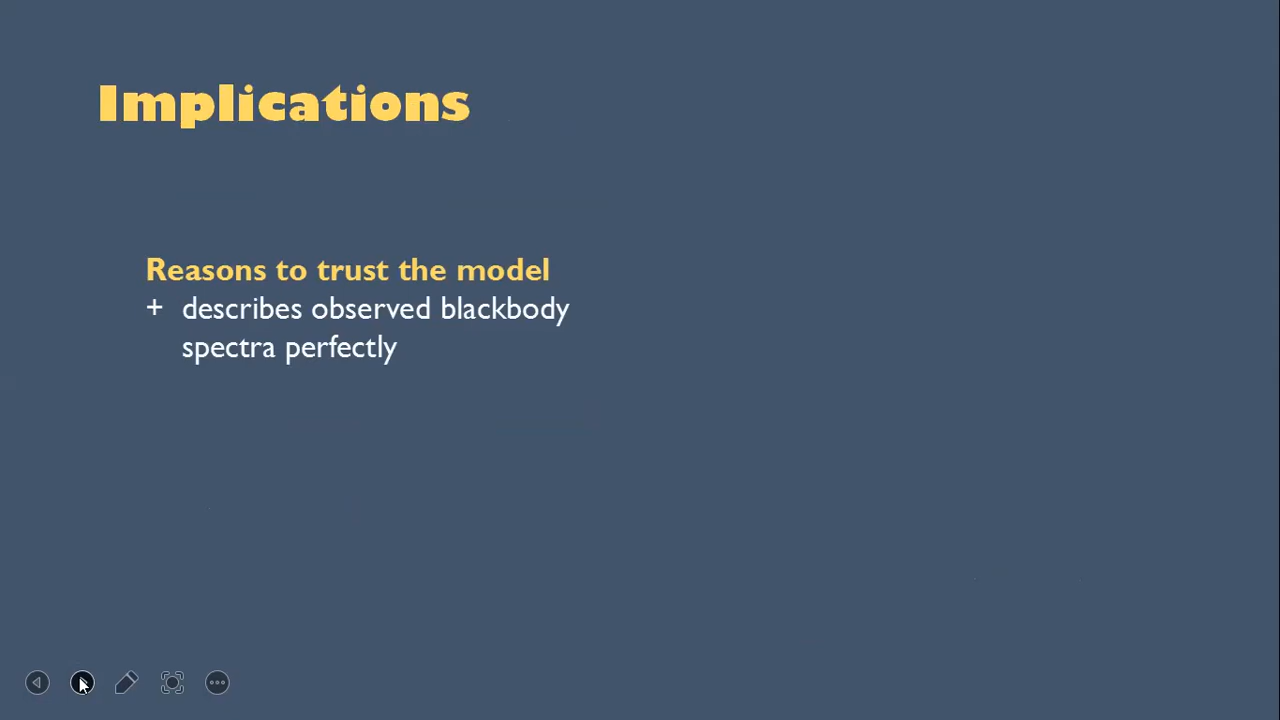 Implications
Reasons to trust the model
+ describes observed blackbody
spectra perfectly